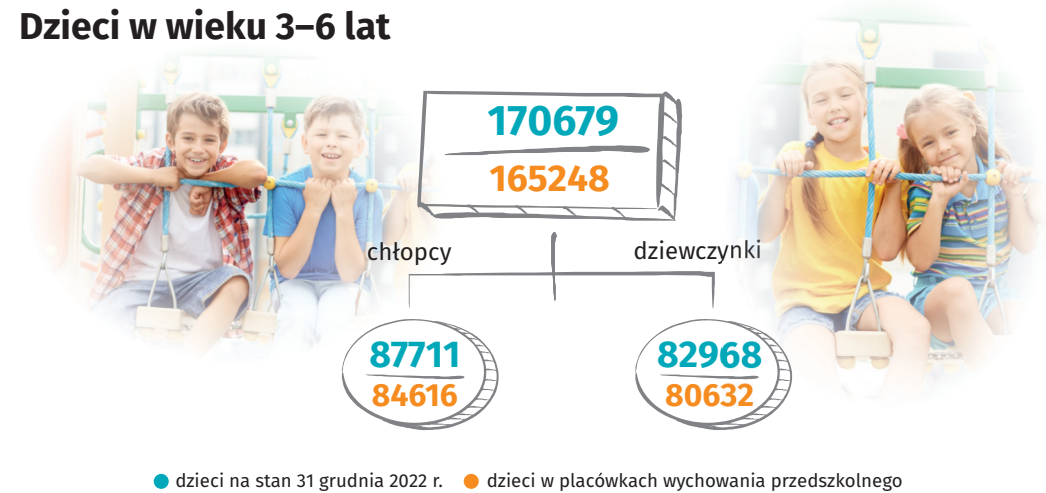 Dzieci w wieku 3–6 lat
170679
165248
chłopcy
dziewczynki
87711
84616
82968
80632
dzieci na stan 31 grudnia 2022 r.
dzieci w placówkach wychowania przedszkolnego